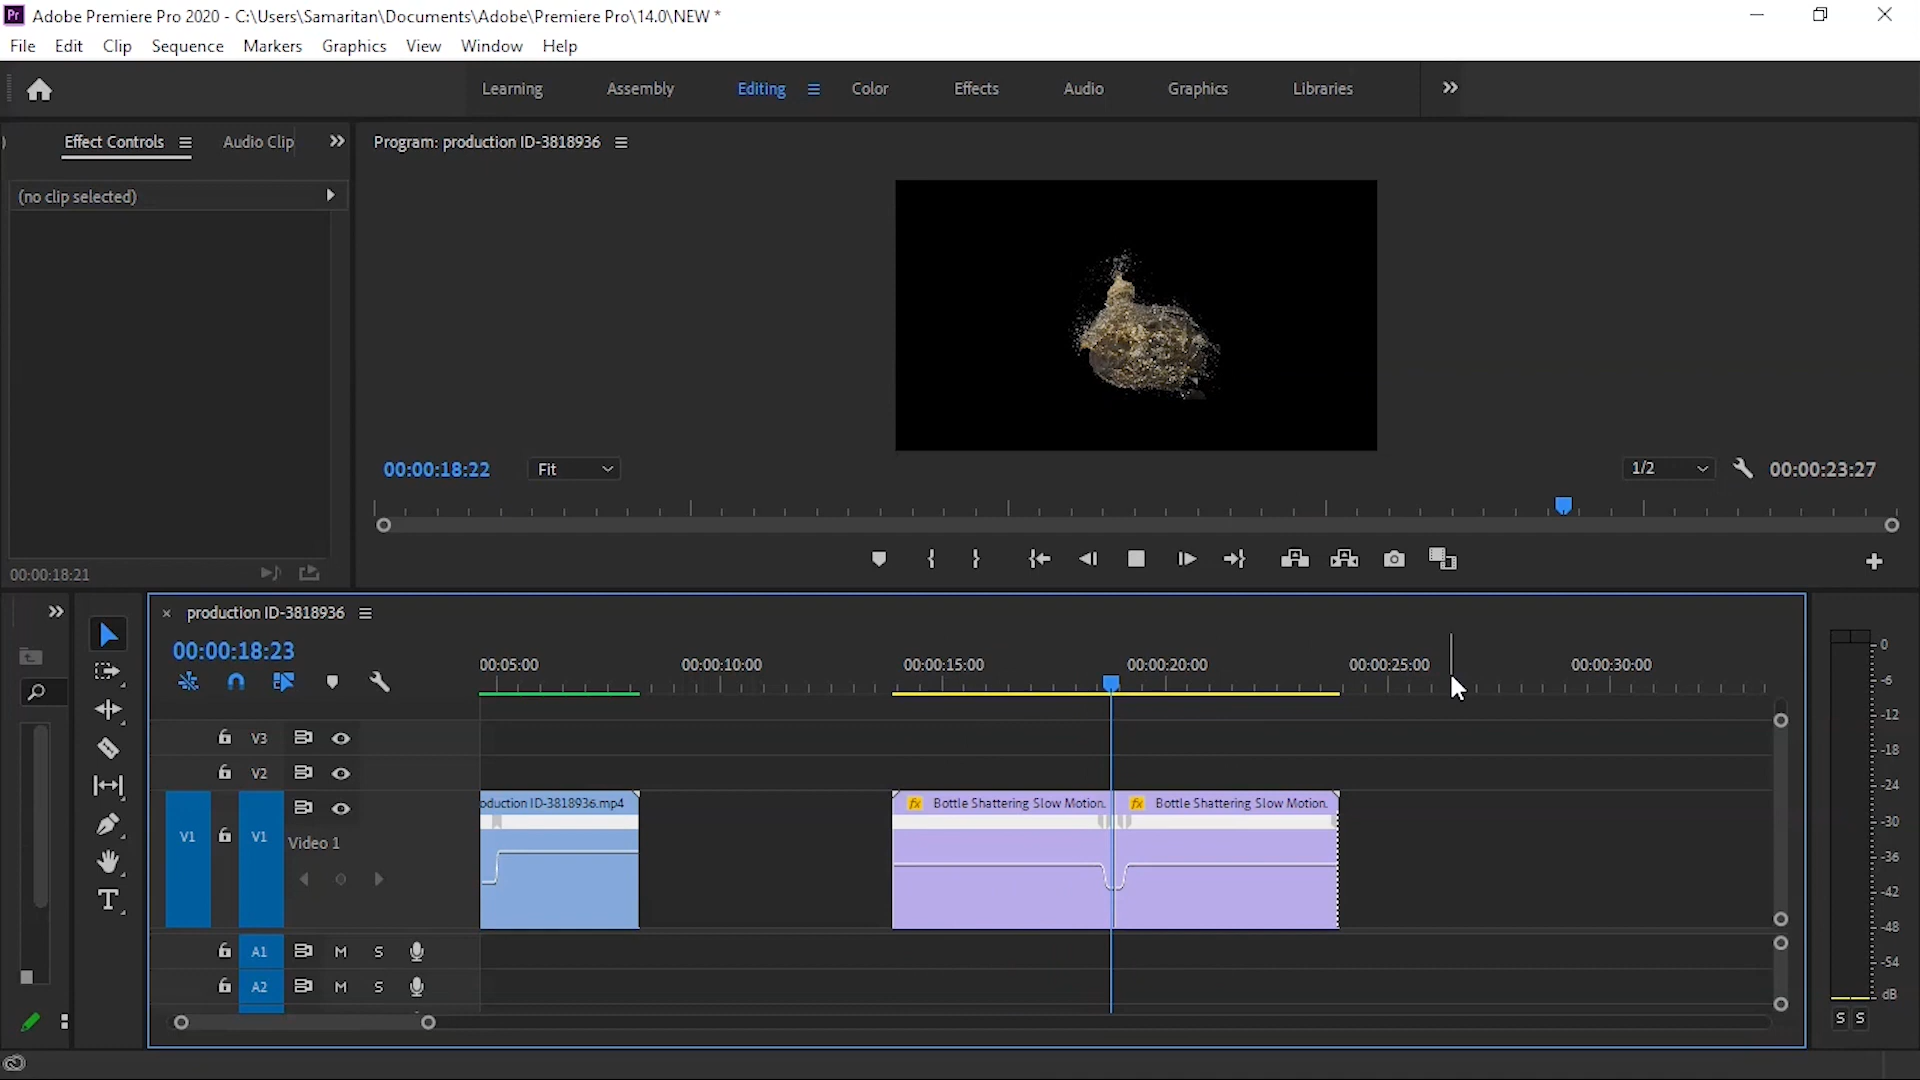 Pr Adobe Premiere Pro 2020 - C:\Users\Samaritan\Documents\Adobe\Premiere Pro\14.0\NEW *
File Edit Clip Sequence Markers Graphics View Window Help
Learning Assembly Editing Color Effects Audio Graphics Libraries
Effect Controls Audio Clip Program: production ID-3818936
(no clip selected)
00:00:18:22 Fit 1/2 00:00:23:27
00:00:18:21
production ID-3818936
00:00:18:23
00:05:00 00:00:10:00 00:00:15:00 00:00:20:00 00:00:25:00 00:00:30:00
V3
V2
oduction ID-3818936.mp4 fx Bottle Shattering Slow Motion. fx Bottle Shattering Slow Motion.
V1 V1 Video 1
A1 M S
A2 M S
0
-6
-12
-18
-24
-30
-36
-42
-48
-54
dB
S S